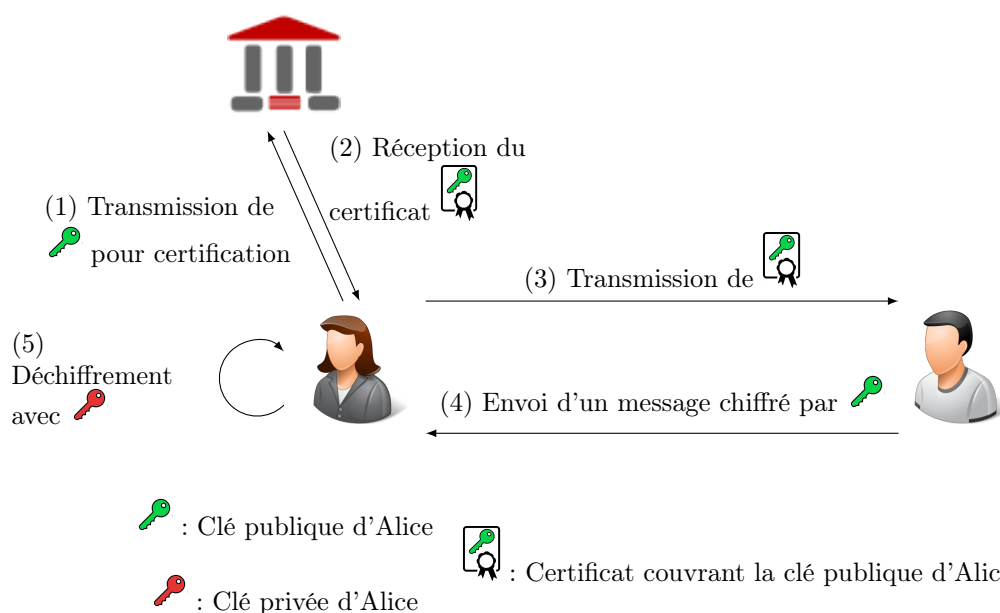 (2) Réception du
certificat
(1) Transmission de
pour certification
(3) Transmission de
(5)
Déchiffrement
avec
(4) Envoi d'un message chiffré par
: Clé publique d'Alice
: Certificat couvrant la clé publique d'Alic
: Clé privée d'Alice